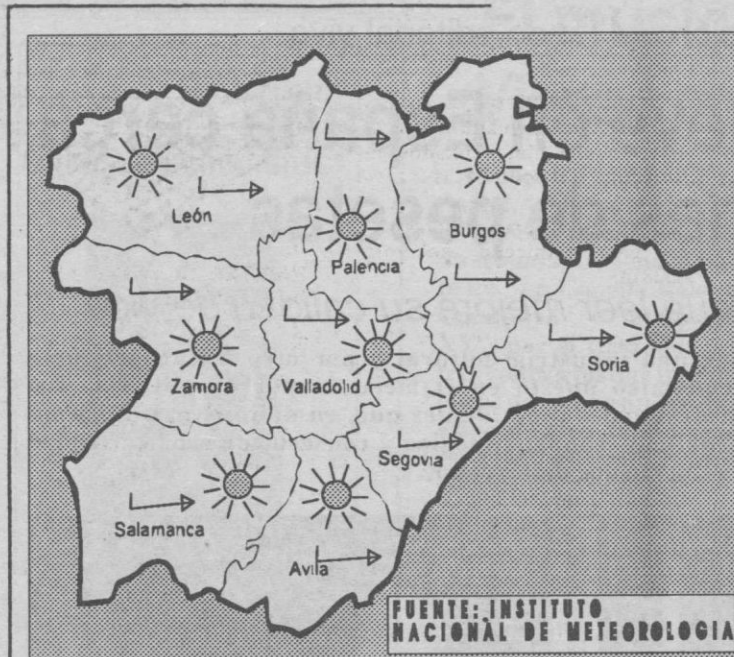 León
Burgos
Palencia
Soria
Zamora
Valladolid
Segovia
Salamanca
Avila
FUENTE: INSTITUTO
NACIONAL DE METEOROLOGIA